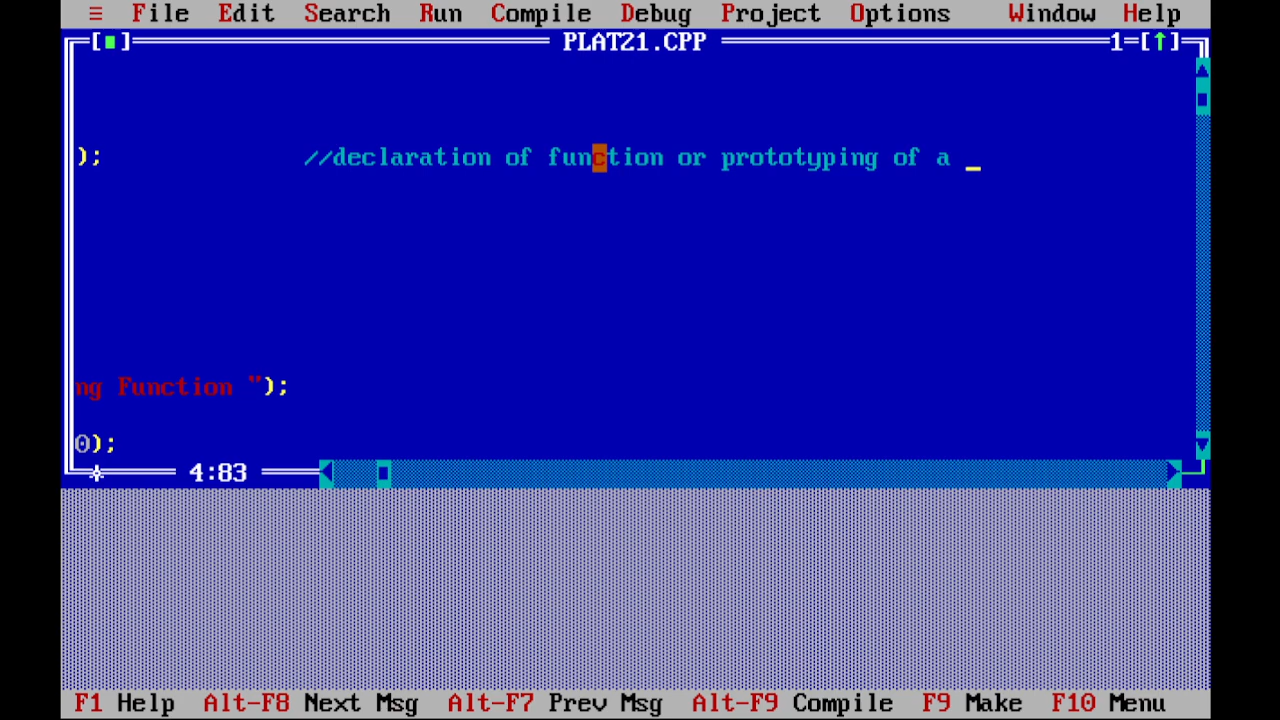 ≡ File Edit Search Run Compile Debug Project Options Window Help
[■] PLAT21.CPP 1=[↑]
); //declaration of function or prototyping of a _
ng Function ");
0);
4:83
F1 Help Alt-F8 Next Msg Alt-F7 Prev Msg Alt-F9 Compile F9 Make F10 Menu